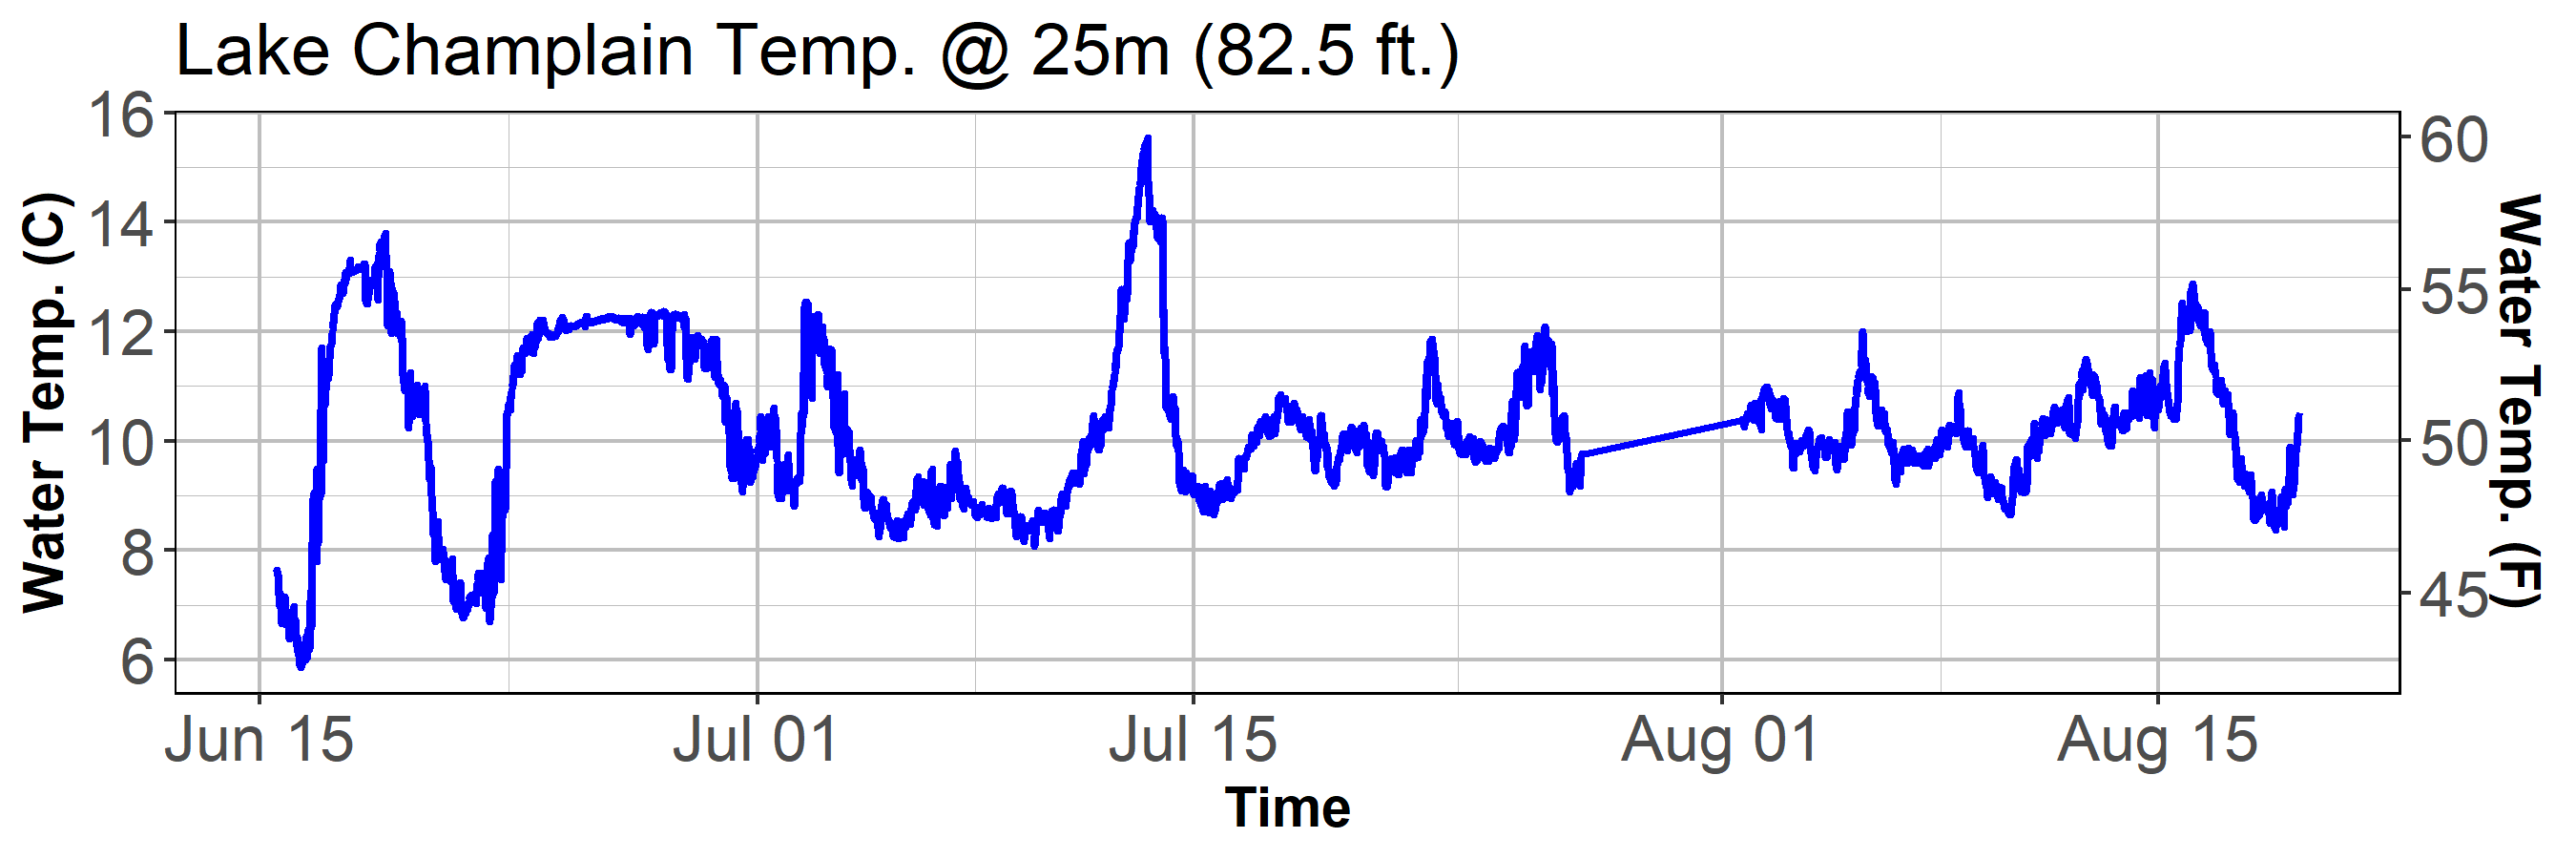 Lake Champlain Temp. @ 25m (82.5 ft.)
Water Temp. (C)
16
14
12
10
8
6
60
55
50
45
Water Temp. (F)
Jun 15
Jul 01
Jul 15
Aug 01
Aug 15
Time